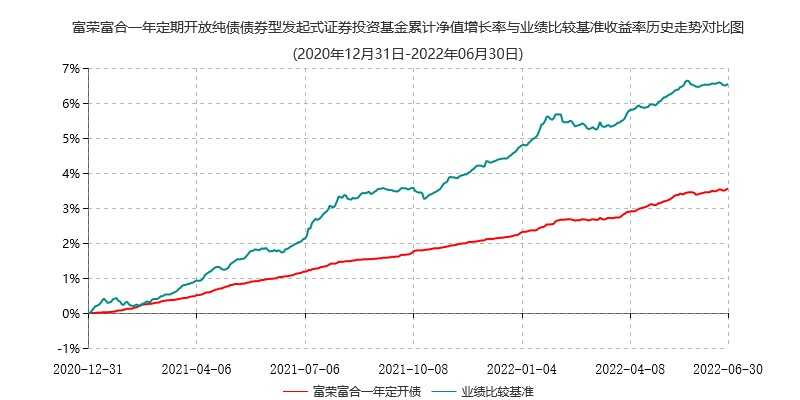 富荣富合一年定期开放纯债债券型发起式证券投资基金累计净值增长率与业绩比较基准收益率历史走势对比图
(2020年12月31日-2022年06月30日)
7%
6%
5%
4%
3%
2%
1%
0%
-1%
2020-12-31 2021-04-06 2021-07-06 2021-10-08 2022-01-04 2022-04-08 2022-06-30
富荣富合一年定开债 业绩比较基准